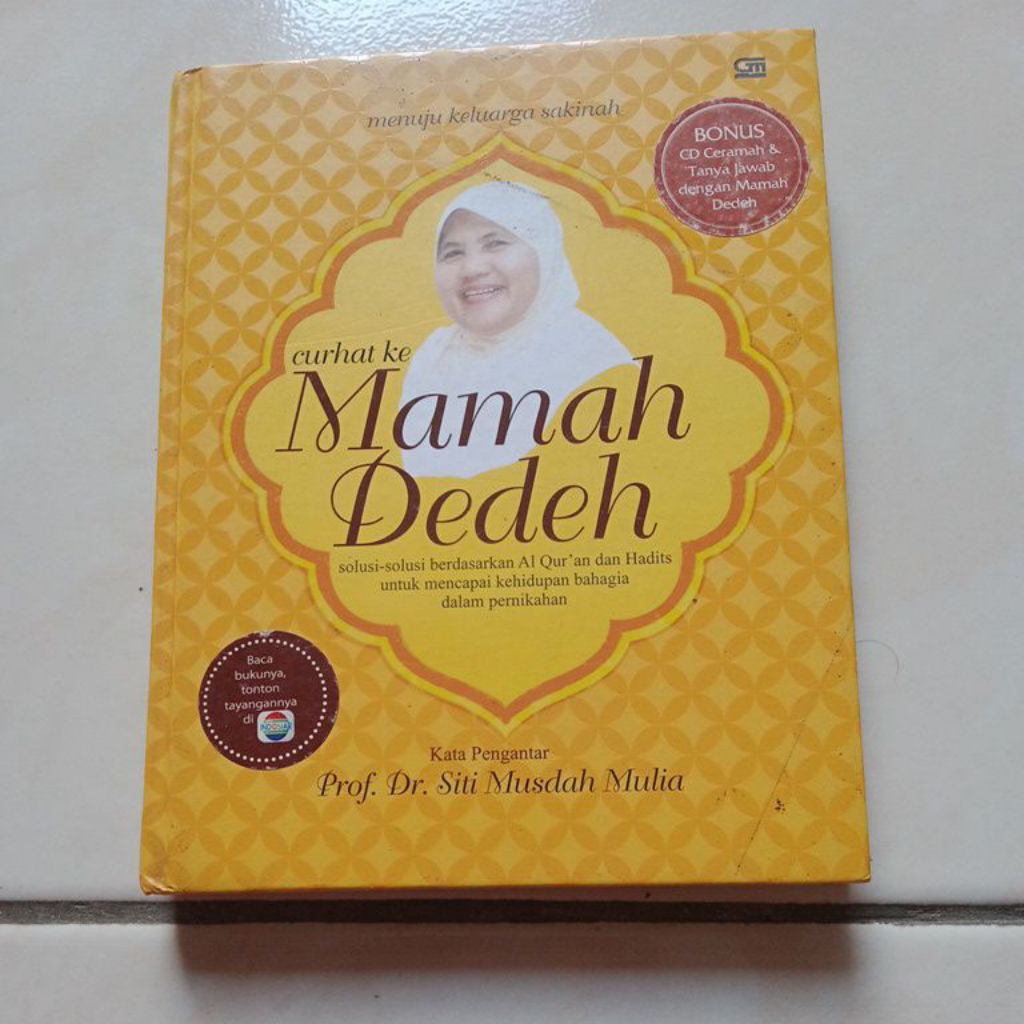 GM
menuju keluarga sakinah
BONUS
CD Ceramah &
Tanya Jawab
dengan Mamah
Dedeh
curhat ke
Mamah
Dedeh
solusi-solusi berdasarkan Al Qur'an dan Hadits
untuk mencapai kehidupan bahagia
dalam pernikahan
Baca
bukunya,
tonton
tayangannya
di INDOSIAR
Kata Pengantar
Prof. Dr. Siti Musdah Mulia